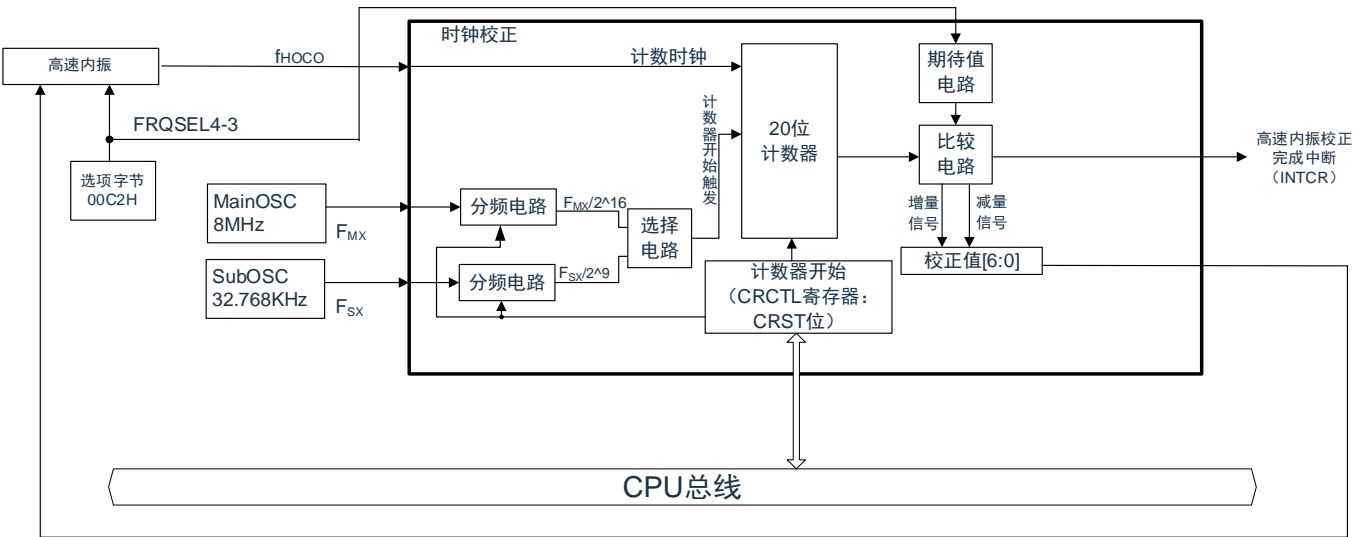 时钟校正
高速内振
fHOCO
计数时钟
期待值
电路
FRQSEL4-3
选项字节
00C2H
计数器开始触发
20位
计数器
比较
电路
高速内振校正
完成中断
（INTCR）
MainOSC
8MHz
FMX
分频电路
FMX/2^16
选择
电路
增量
信号
减量
信号
校正值[6:0]
SubOSC
32.768KHz
FSX
分频电路
FSX/2^9
计数器开始
（CRCTL寄存器：
CRST位）
CPU总线